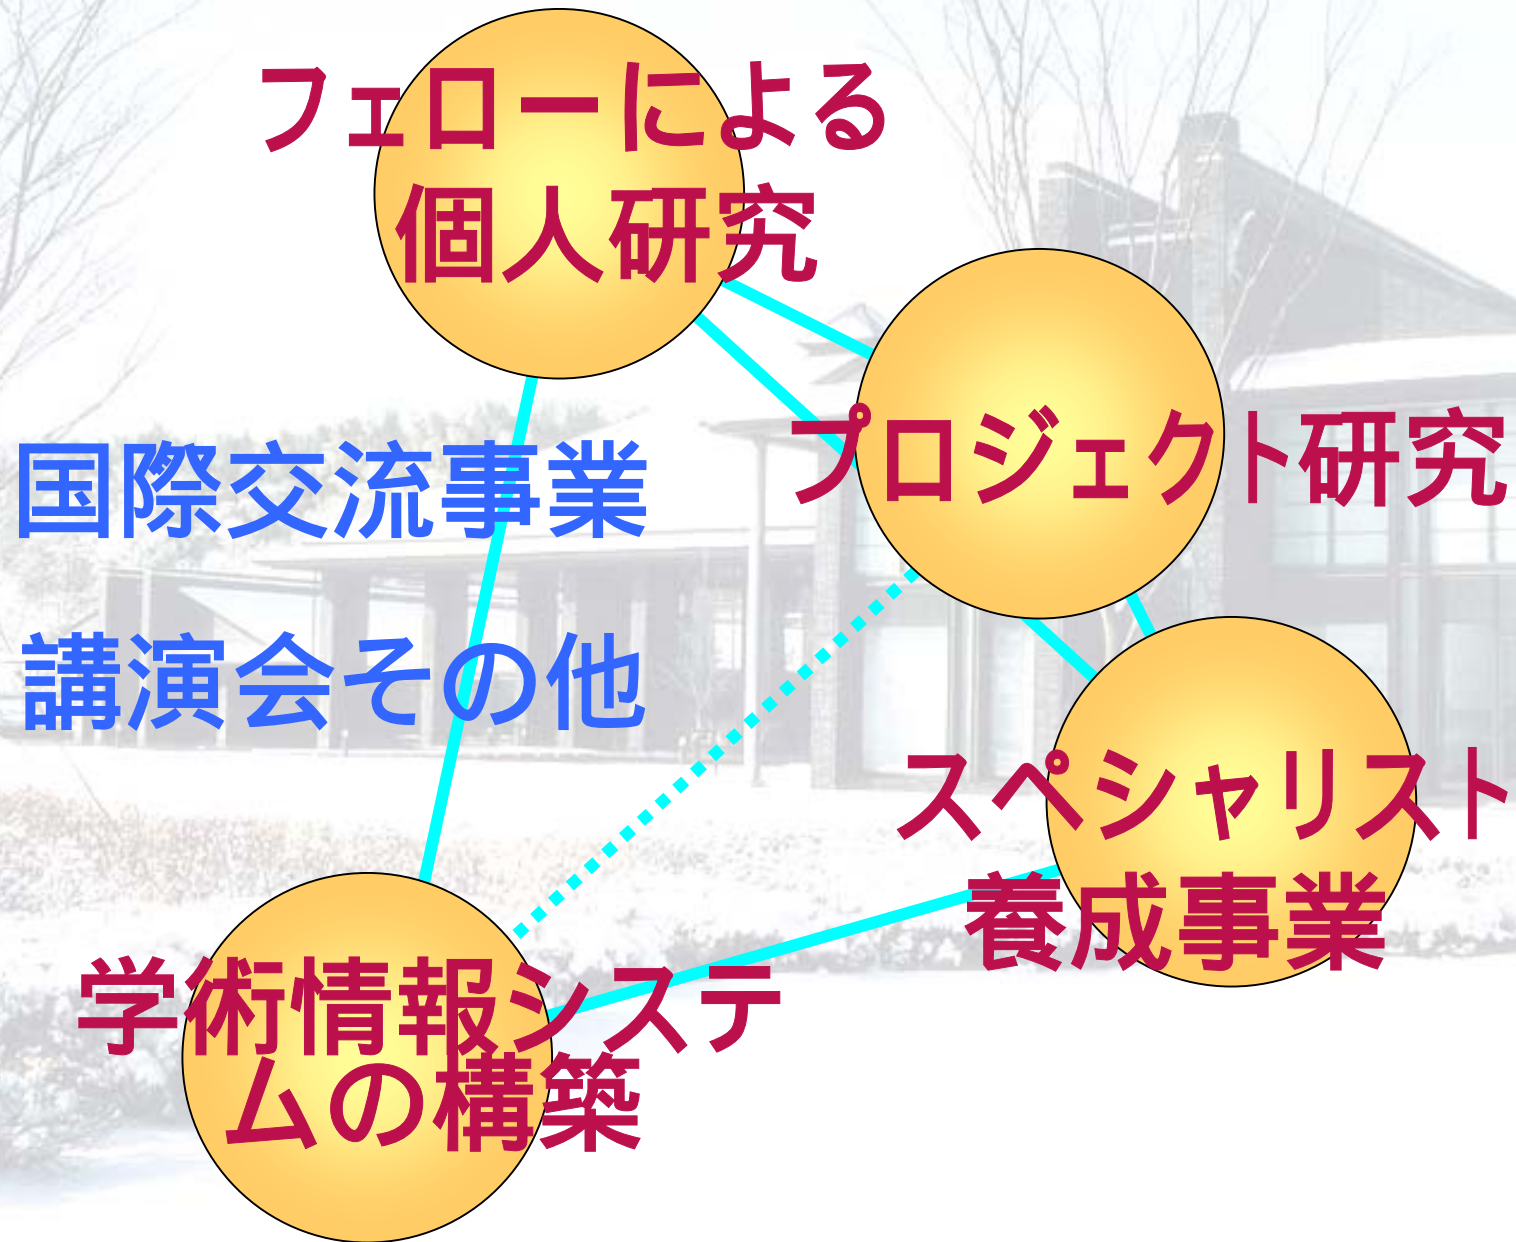 フェローによる
個人研究
プロジェクト研究
国際交流事業
講演会その他
スペシャリスト
養成事業
学術情報システ
ムの構築